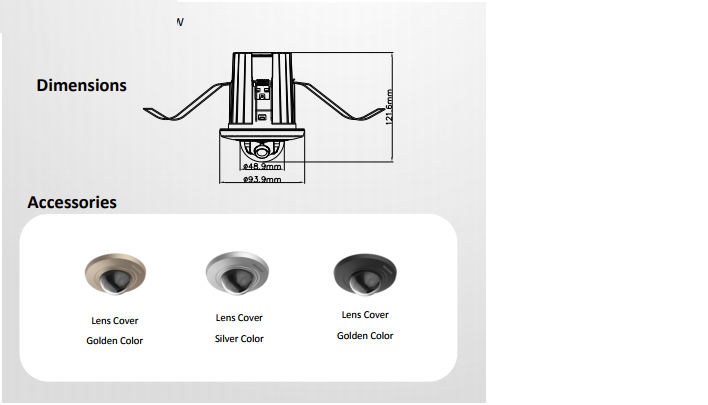 W
Dimensions
121.6mm
ø48.9mm
ø93.9mm
Accessories
Lens Cover
Golden Color
Lens Cover
Silver Color
Lens Cover
Golden Color